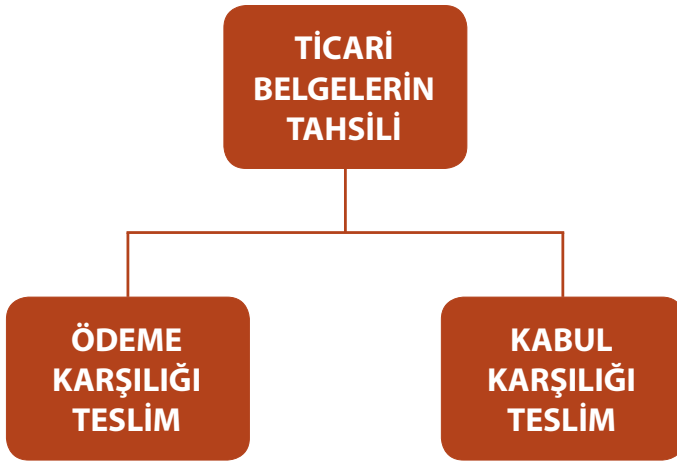 TİCARİ
BELGELERİN
TAHSİLİ
ÖDEME
KARŞILIĞI
TESLİM
KABUL
KARŞILIĞI
TESLİM